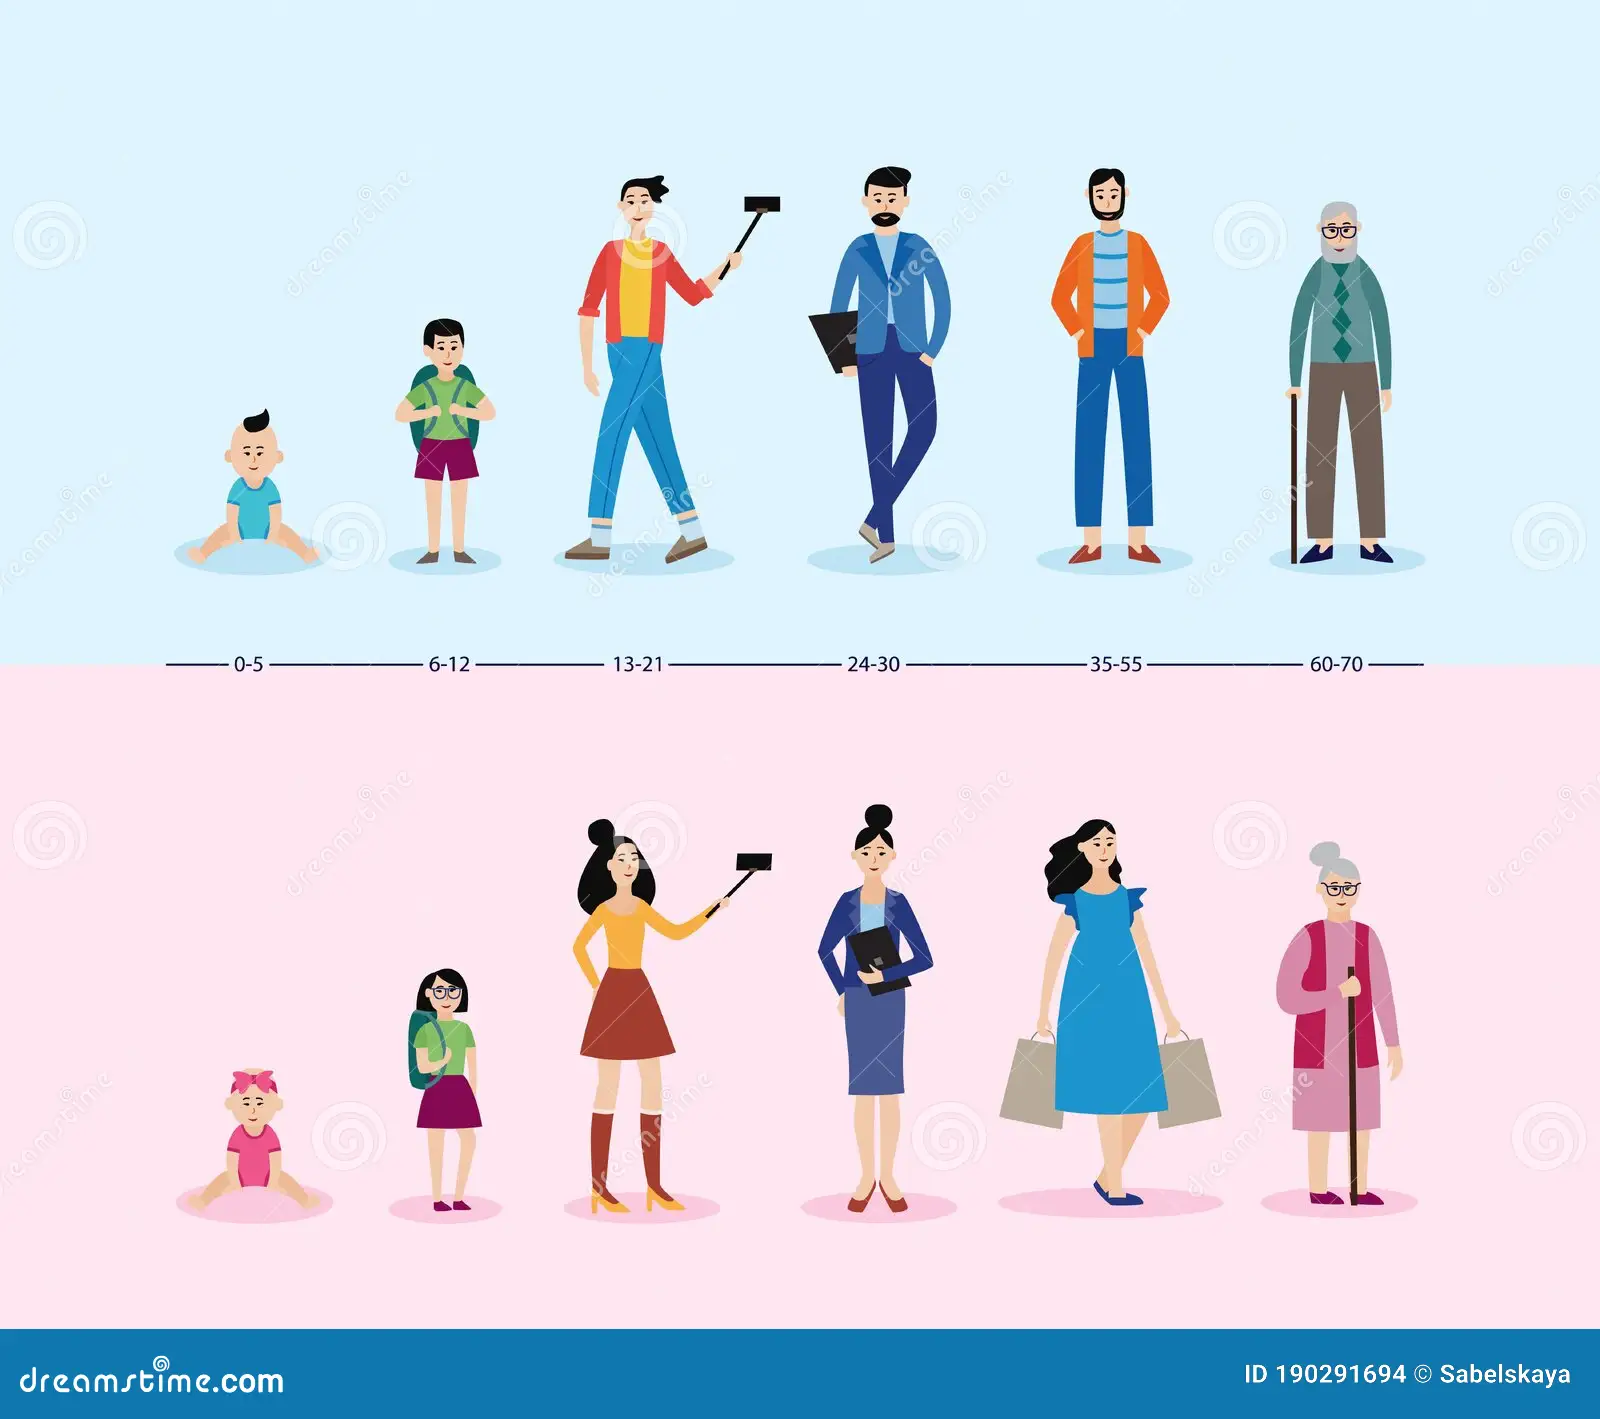 0-5 6-12 13-21 24-30 35-55 60-70
dreamstime.com
ID 190291694 © Sabelskaya